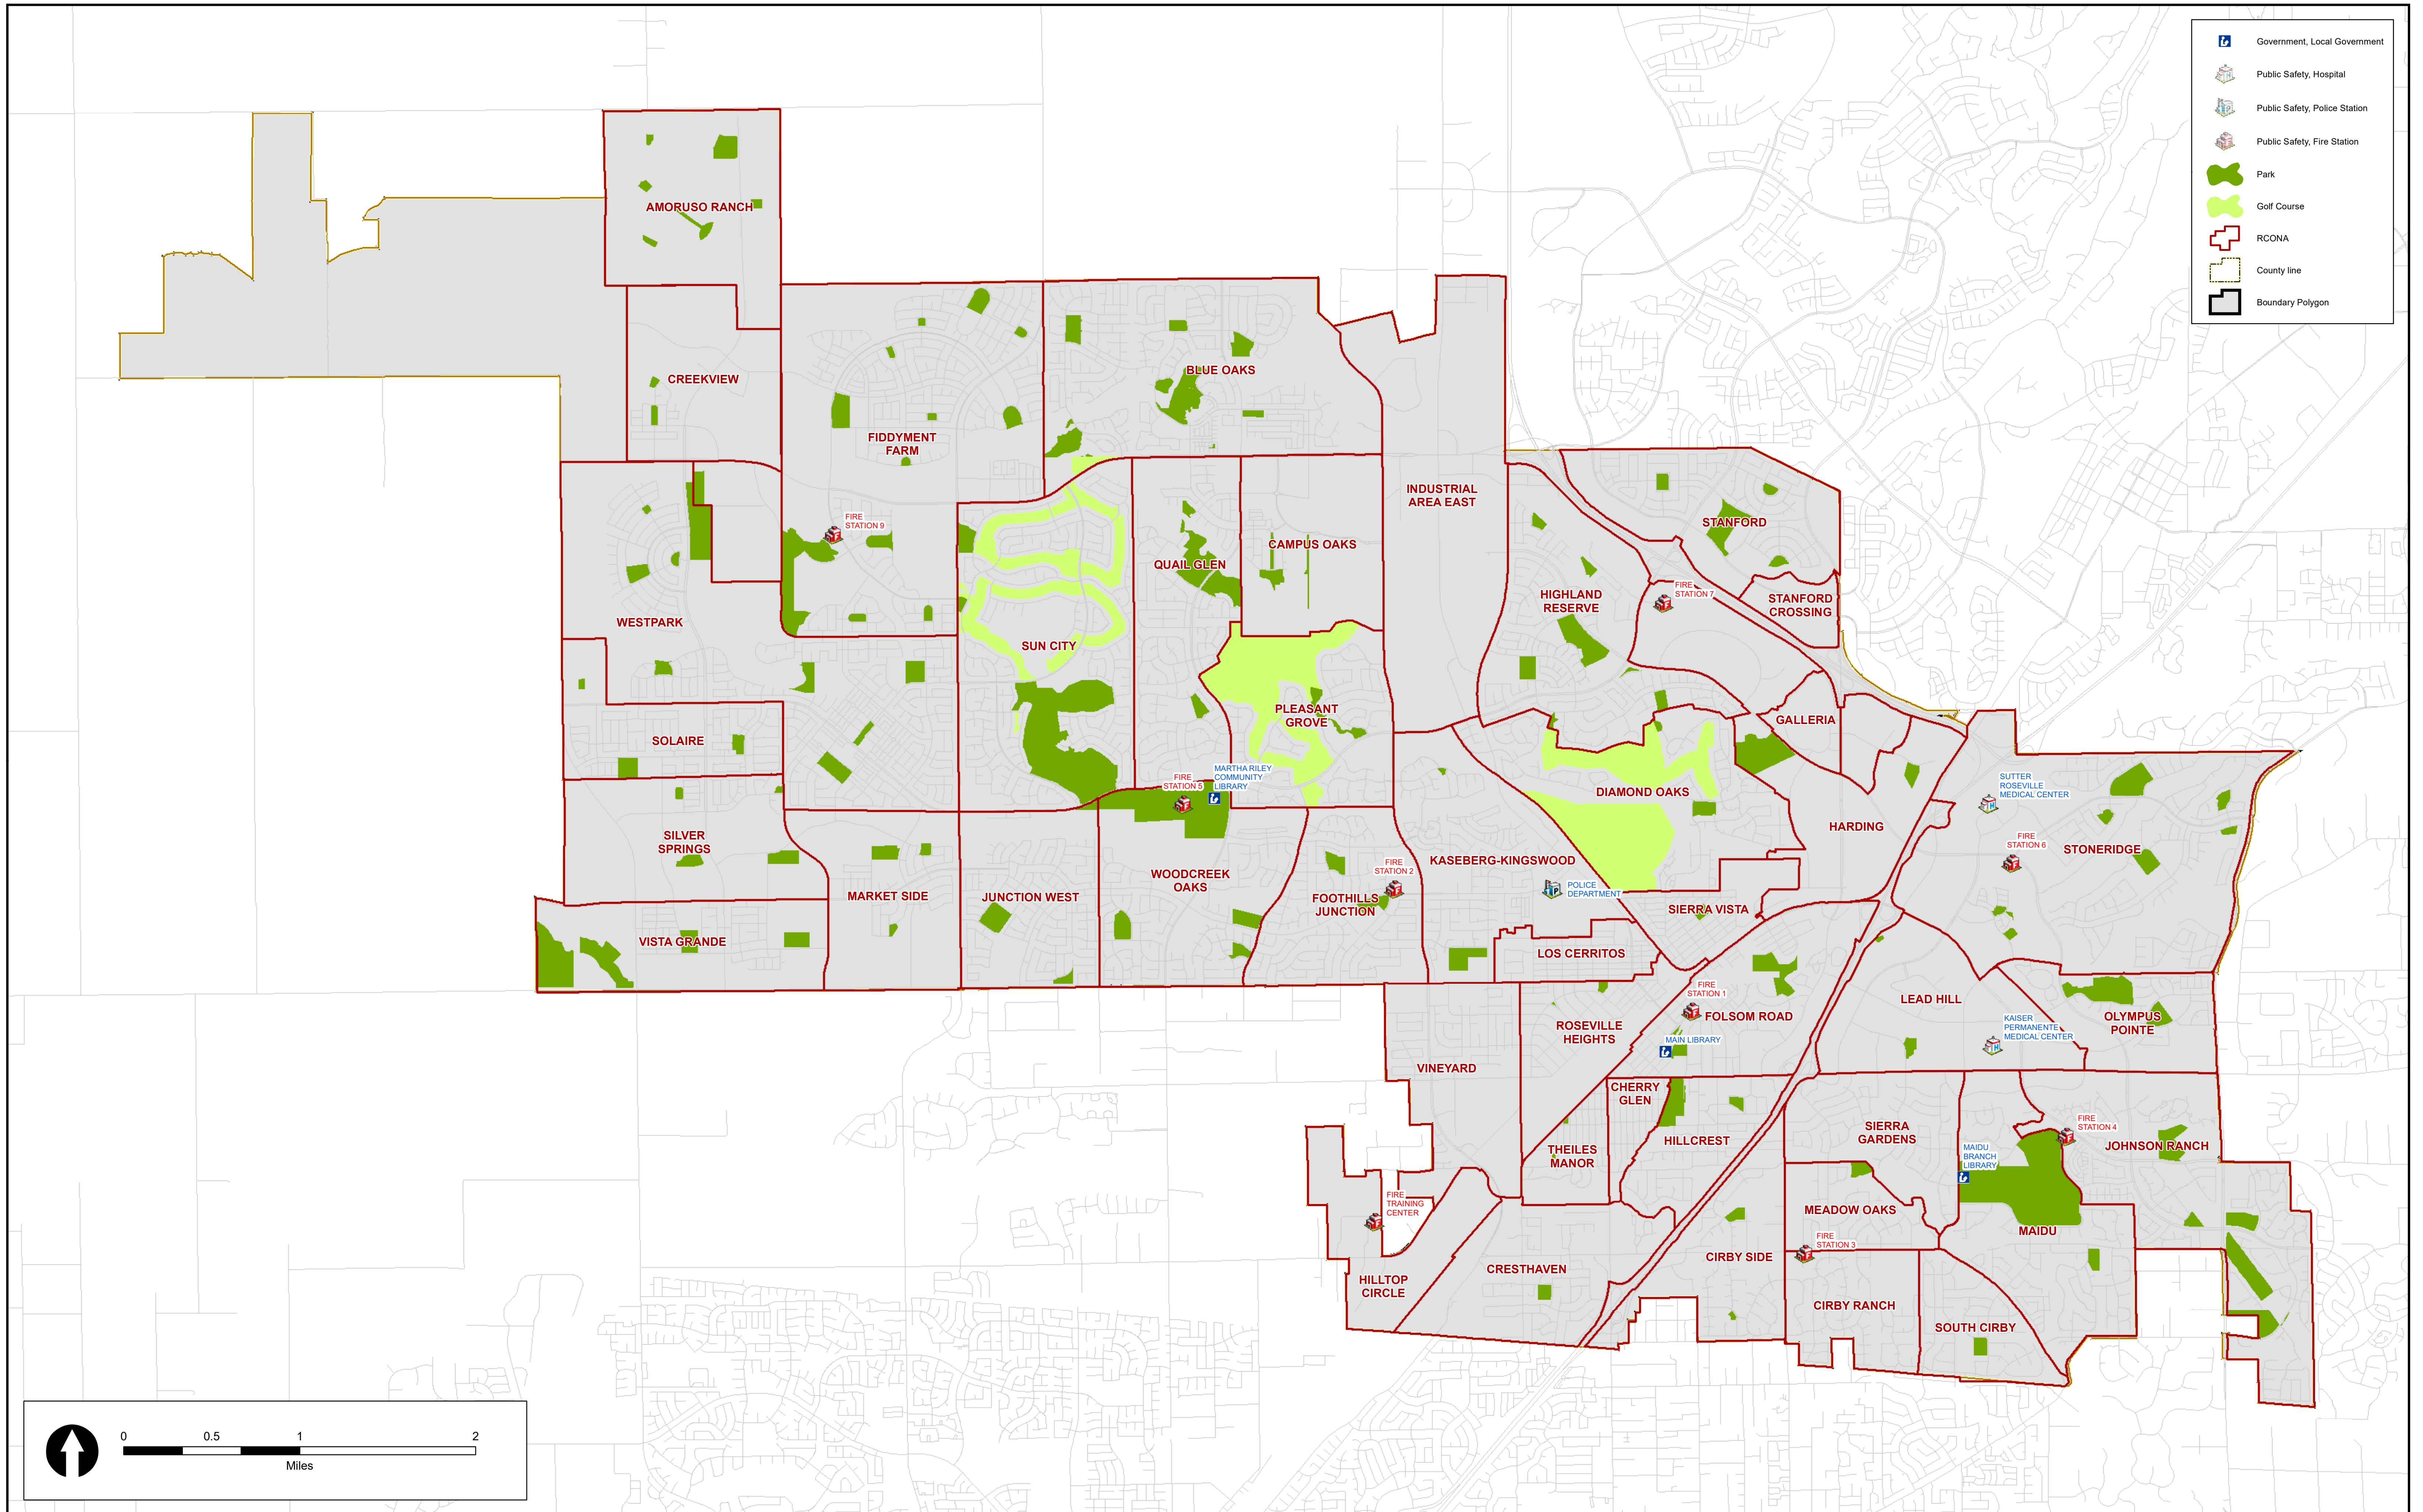 Government, Local Government
Public Safety, Hospital
Public Safety, Police Station
Public Safety, Fire Station
Park
Golf Course
RCONA
County line
Boundary Polygon
AMORUSO RANCH
CREEKVIEW
BLUE OAKS
FIDDYMENT
FARM
INDUSTRIAL
AREA EAST
FIRE
STATION 9
STANFORD
CAMPUS OAKS
QUAIL GLEN
FIRE
STATION 7
HIGHLAND
RESERVE
STANFORD
CROSSING
WESTPARK
SUN CITY
PLEASANT
GROVE
GALLERIA
SOLAIRE
MARTHA RILEY
COMMUNITY
LIBRARY
FIRE
STATION 5
SUTTER
ROSEVILLE
MEDICAL CENTER
DIAMOND OAKS
HARDING
SILVER
SPRINGS
FIRE
STATION 6
STONERIDGE
KASEBERG-KINGSWOOD
FIRE
STATION 2
WOODCREEK
OAKS
POLICE
DEPARTMENT
MARKET SIDE
JUNCTION WEST
FOOTHILLS
JUNCTION
SIERRA VISTA
VISTA GRANDE
LOS CERRITOS
FIRE
STATION 1
LEAD HILL
FOLSOM ROAD
OLYMPUS
POINTE
ROSEVILLE
HEIGHTS
KAISER
PERMANENTE
MEDICAL CENTER
MAIN LIBRARY
VINEYARD
CHERRY
GLEN
FIRE
STATION 4
SIERRA
GARDENS
HILLCREST
JOHNSON RANCH
THEILES
MANOR
MAIDU
BRANCH
LIBRARY
FIRE
TRAINING
CENTER
MEADOW OAKS
MAIDU
FIRE
STATION 3
CIRBY SIDE
CRESTHAVEN
HILLTOP
CIRCLE
CIRBY RANCH
SOUTH CIRBY
0 0.5 1 2
Miles